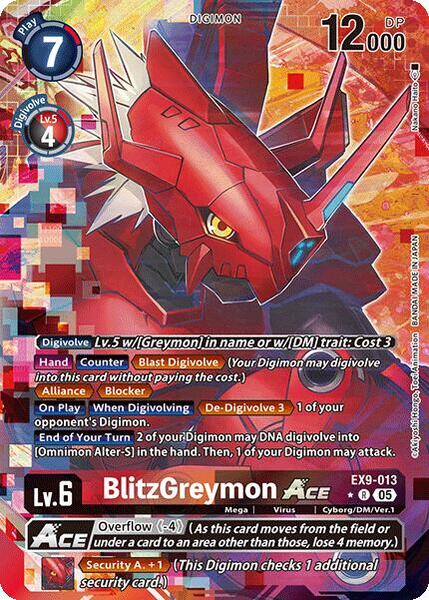 DIGIMON
Play
7
12000
DP
Digivolve
Lv.5
4
Nakano Haito
Digivolve Lv.5 w/[Greymon] in name or w/[DM] trait: Cost 3
Hand Counter Blast Digivolve (Your Digimon may digivolve
into this card without paying the cost.)
Alliance Blocker
On Play When Digivolving De-Digivolve 3 1 of your
opponent's Digimon.
End of Your Turn 2 of your Digimon may DNA digivolve into
[Omnimon Alter-S] in the hand. Then, 1 of your Digimon may attack.
©Akiyoshi Hongo, Toei Animation BANDAI MADE IN JAPAN
Lv.6
BlitzGreymon ACE
EX9-013
R 05
Mega Virus Cyborg/DM/Ver.1
ACE Overflow ⟨-4⟩ (As this card moves from the field or
under a card to an area other than those, lose 4 memory.)
Security A. +1 (This Digimon checks 1 additional
security card.)